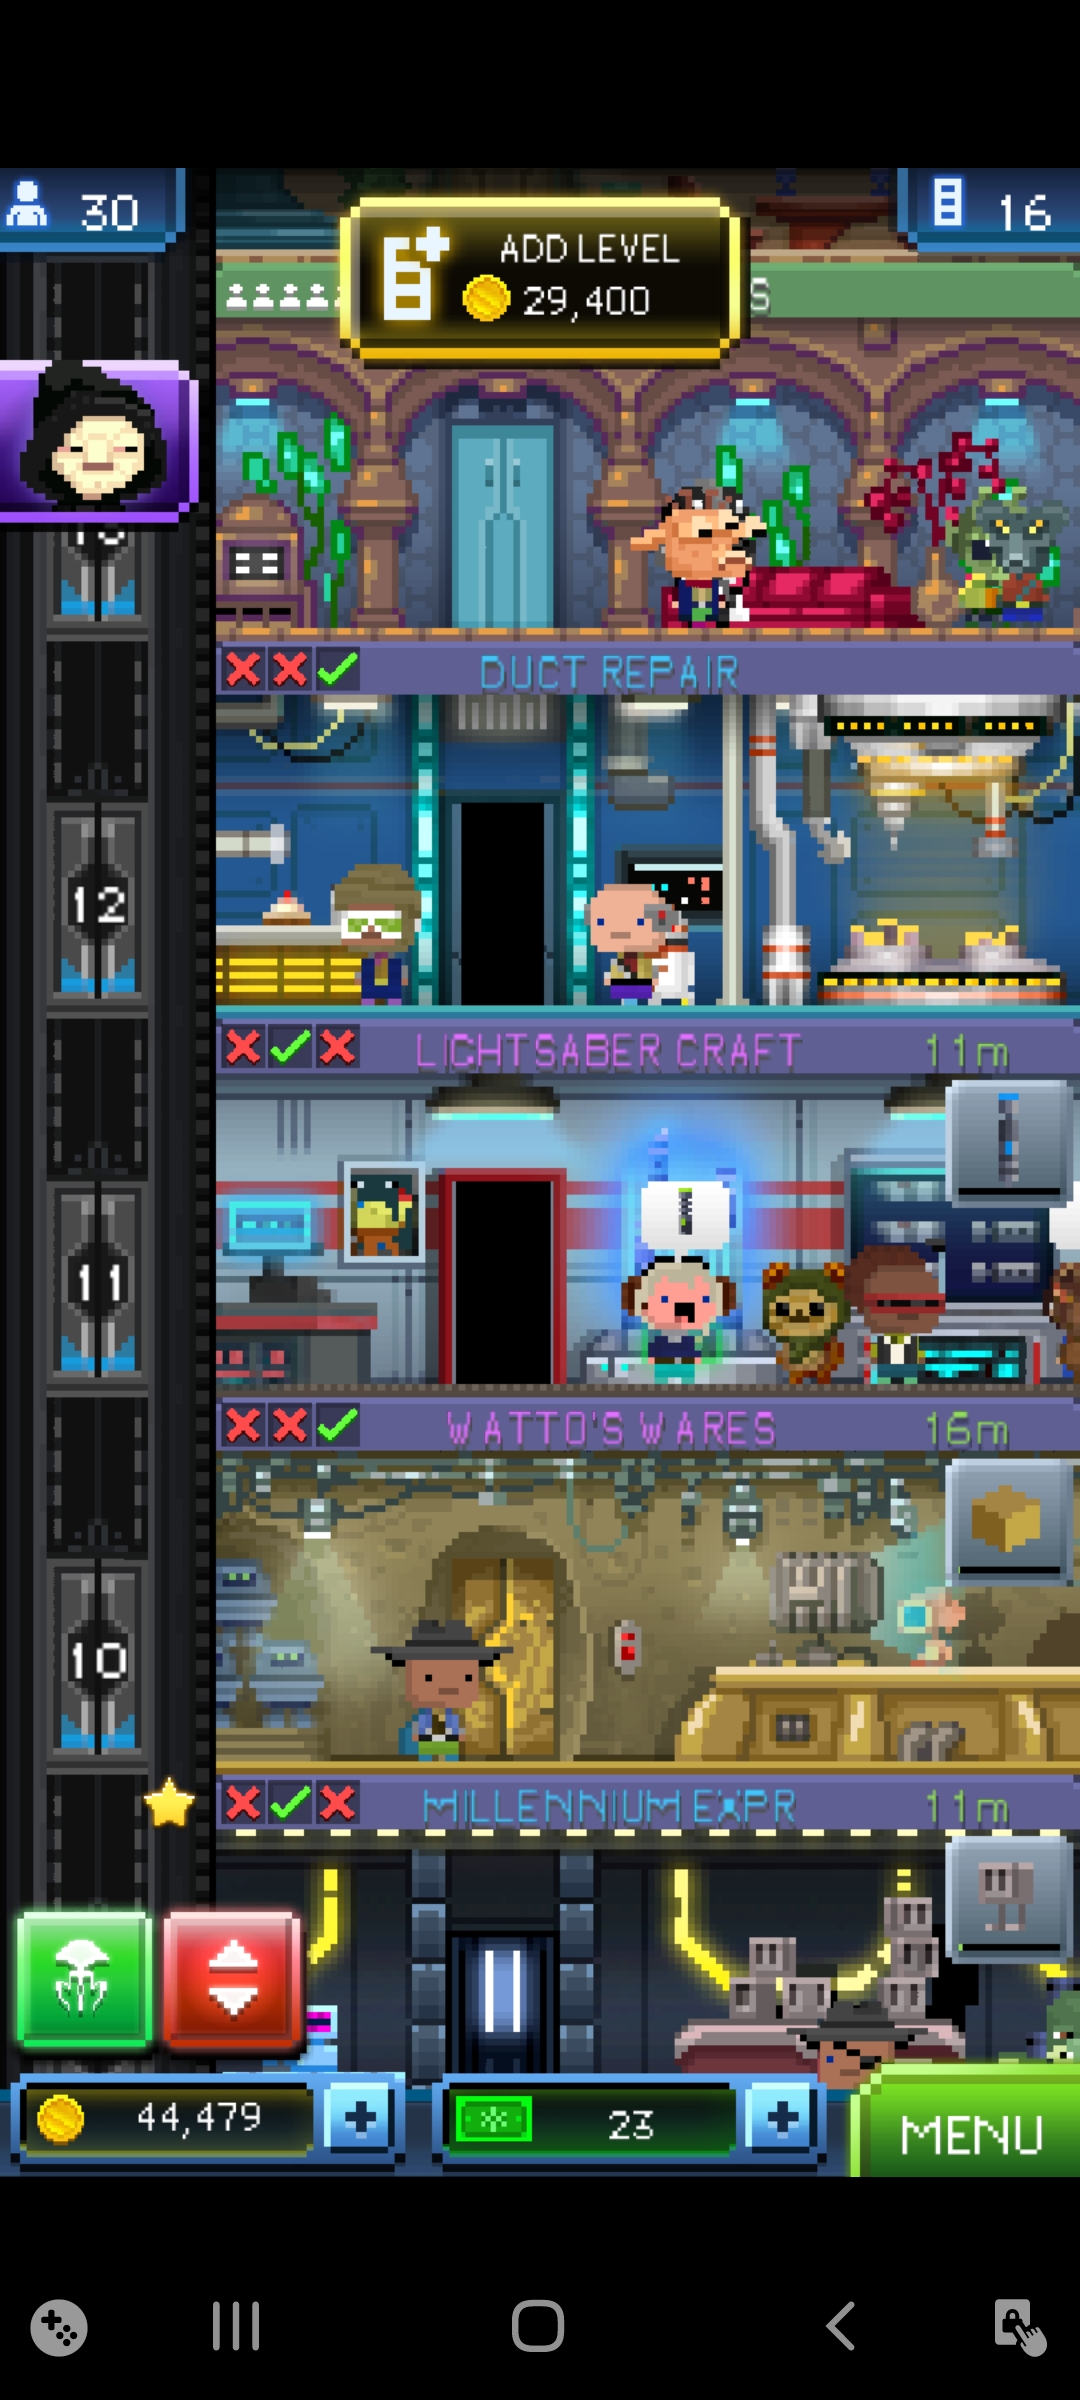 30
16
ADD LEVEL
29,400
S
DUCT REPAIR
12
LIGHTSABER CRAFT 11m
11
WATTO'S WARES 16m
10
MILLENNIUM EXPR 11m
44,479
23
MENU